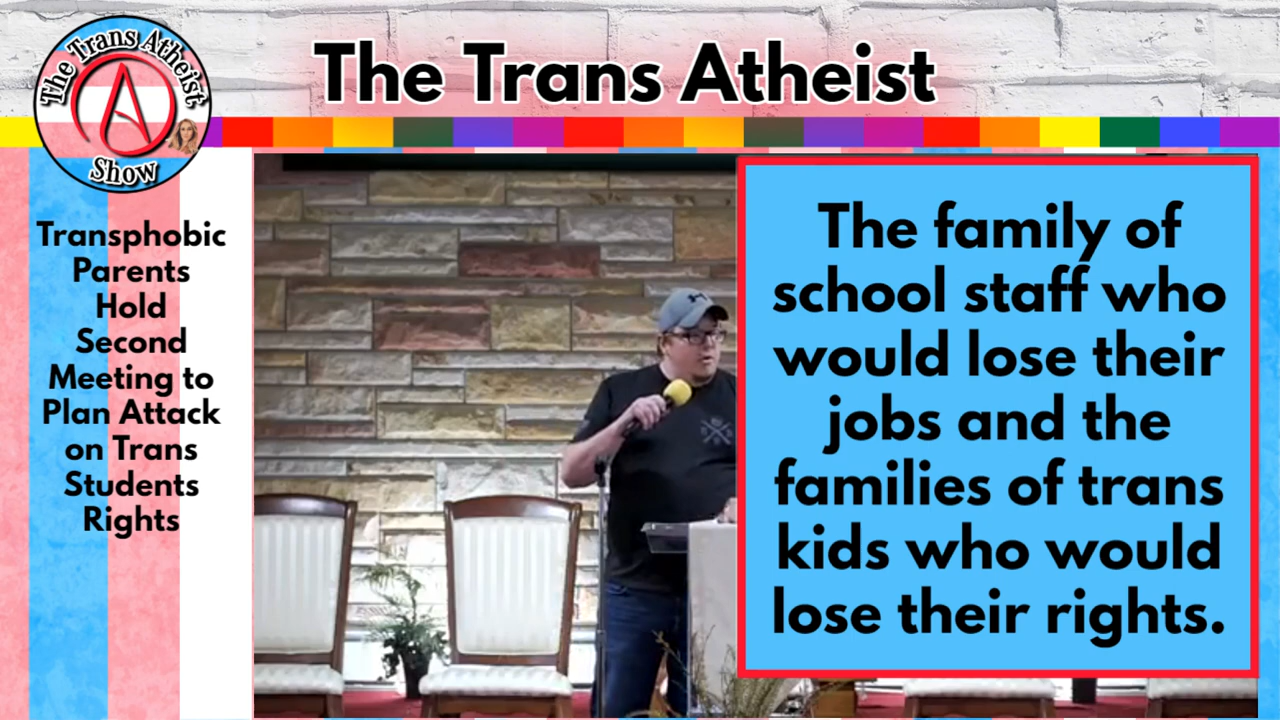 The Trans Atheist
Show
The Trans Atheist
Transphobic
Parents
Hold
Second
Meeting to
Plan Attack
on Trans
Students
Rights
The family of
school staff who
would lose their
jobs and the
families of trans
kids who would
lose their rights.